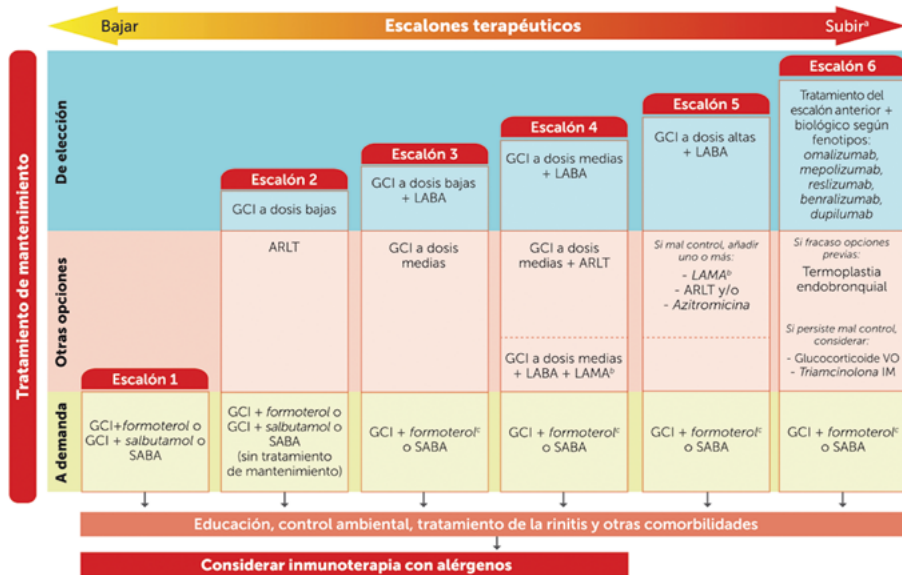 Bajar
Escalones terapéuticos
Subirª
Tratamiento de mantenimiento
De elección
Otras opciones
A demanda
Escalón 1
GCI+formoterol o
GCI + salbutamol o
SABA
Escalón 2
GCI a dosis bajas
ARLT
GCI + formoterol o
GCI + salbutamol o
SABA
(sin tratamiento
de mantenimiento)
Escalón 3
GCI a dosis bajas
+ LABA
GCI a dosis
medias
GCI + formoterolᶜ
o SABA
Escalón 4
GCI a dosis medias
+ LABA
GCI a dosis
medias + ARLT
GCI a dosis medias
+ LABA + LAMAᵇ
GCI + formoterolᶜ
o SABA
Escalón 5
GCI a dosis altas
+ LABA
Si mal control, añadir
uno o más:
- LAMAᵇ
- ARLT y/o
- Azitromicina
GCI + formoterolᶜ
o SABA
Escalón 6
Tratamiento del
escalón anterior +
biológico según
fenotipos:
omalizumab,
mepolizumab,
reslizumab,
benralizumab,
dupilumab
Si fracaso opciones
previas:
Termoplastia
endobronquial
Si persiste mal control,
considerar:
- Glucocorticoide VO
- Triamcinolona IM
GCI + formoterolᶜ
o SABA
Educación, control ambiental, tratamiento de la rinitis y otras comorbilidades
Considerar inmunoterapia con alérgenos